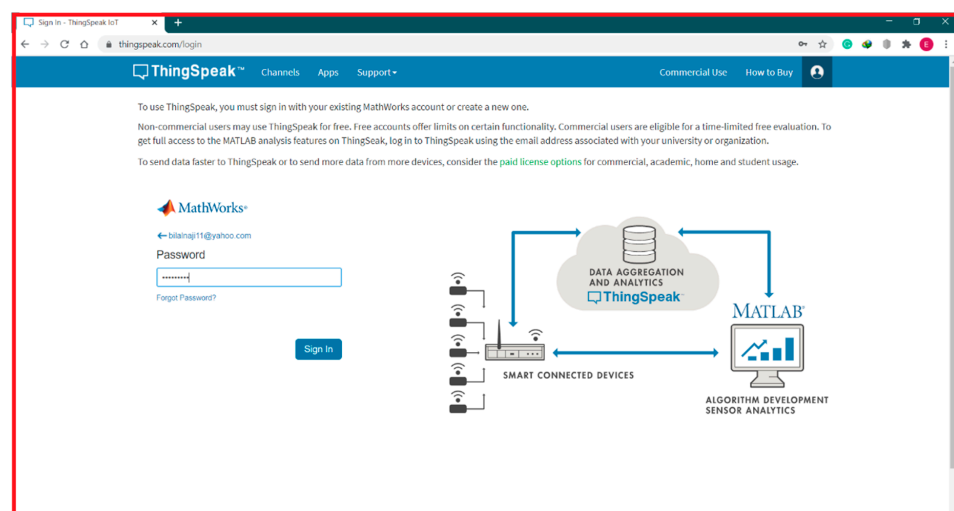 Sign In - ThingSpeak IoT
thingspeak.com/login
E
ThingSpeak™ Channels Apps Support Commercial Use How to Buy
To use ThingSpeak, you must sign in with your existing MathWorks account or create a new one.
Non-commercial users may use ThingSpeak for free. Free accounts offer limits on certain functionality. Commercial users are eligible for a time-limited free evaluation. To
get full access to the MATLAB analysis features on ThingSeak, log in to ThingSpeak using the email address associated with your university or organization.
To send data faster to ThingSpeak or to send more data from more devices, consider the paid license options for commercial, academic, home and student usage.
MathWorks®
bilalnaji11@yahoo.com
Password
Forgot Password?
Sign In
DATA AGGREGATION
AND ANALYTICS
ThingSpeak™
MATLAB®
SMART CONNECTED DEVICES
ALGORITHM DEVELOPMENT
SENSOR ANALYTICS